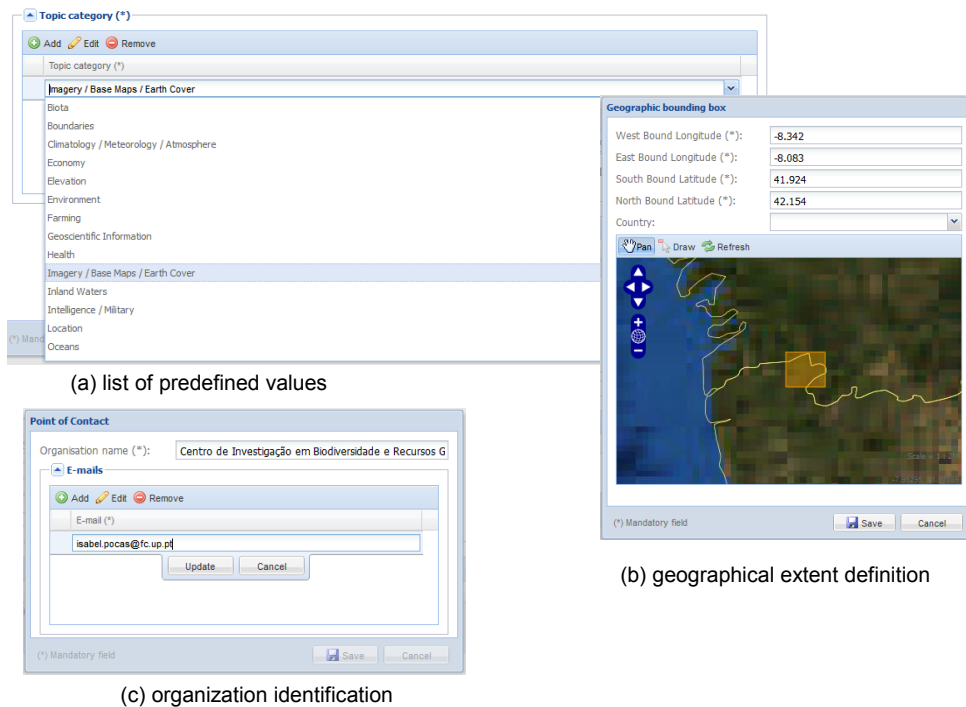 Topic category (*)
Add Edit Remove
Topic category (*)
Imagery / Base Maps / Earth Cover
Biota
Boundaries
Climatology / Meteorology / Atmosphere
Economy
Elevation
Environment
Farming
Geoscientific Information
Health
Imagery / Base Maps / Earth Cover
Inland Waters
Intelligence / Military
Location
Oceans
(*) Mand
(a) list of predefined values
Geographic bounding box
West Bound Longitude (*): -8.342
East Bound Longitude (*): -8.083
South Bound Latitude (*): 41.924
North Bound Latitude (*): 42.154
Country:
Pan Draw Refresh
(*) Mandatory field Save Cancel
(b) geographical extent definition
Point of Contact
Organisation name (*): Centro de Investigação em Biodiversidade e Recursos G
E-mails
Add Edit Remove
E-mail (*)
isabel.pocas@fc.up.pt
Update Cancel
(*) Mandatory field Save Cancel
(c) organization identification